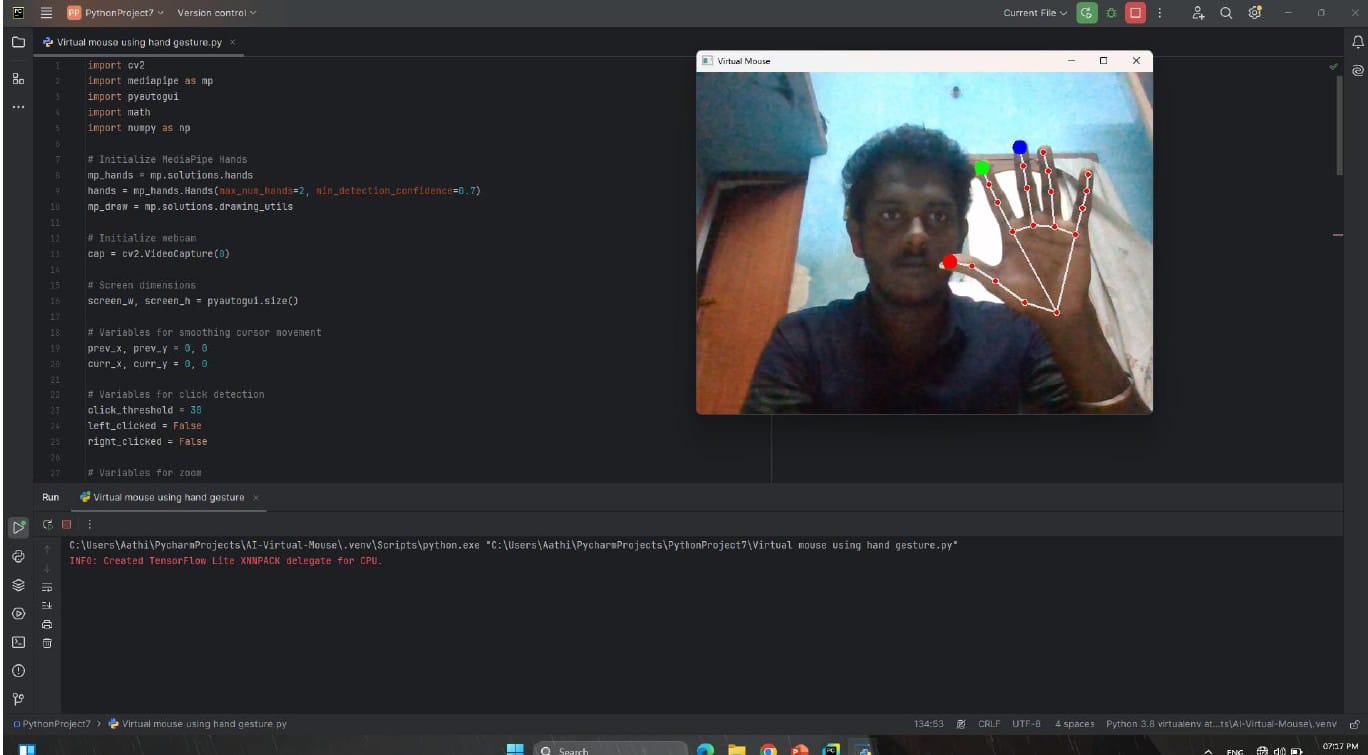 PC
PP PythonProject7 Version control Current File
Virtual mouse using hand gesture.py
1 import cv2
2 import mediapipe as mp
3 import pyautogui
4 import math
5 import numpy as np
6
7 # Initialize MediaPipe Hands
8 mp_hands = mp.solutions.hands
9 hands = mp_hands.Hands(max_num_hands=2, min_detection_confidence=0.7)
10 mp_draw = mp.solutions.drawing_utils
11
12 # Initialize webcam
13 cap = cv2.VideoCapture(0)
14
15 # Screen dimensions
16 screen_w, screen_h = pyautogui.size()
17
18 # Variables for smoothing cursor movement
19 prev_x, prev_y = 0, 0
20 curr_x, curr_y = 0, 0
21
22 # Variables for click detection
23 click_threshold = 30
24 left_clicked = False
25 right_clicked = False
26
27 # Variables for zoom
Virtual Mouse
Run Virtual mouse using hand gesture
C:\Users\Aathi\PycharmProjects\AI-Virtual-Mouse\.venv\Scripts\python.exe "C:\Users\Aathi\PycharmProjects\PythonProject7\Virtual mouse using hand gesture.py"
INFO: Created TensorFlow Lite XNNPACK delegate for CPU.
PythonProject7 > Virtual mouse using hand gesture.py 134:53 CRLF UTF-8 4 spaces Python 3.8 virtualenv at...ts\AI-Virtual-Mouse\.venv
Search ENG 07:17 PM